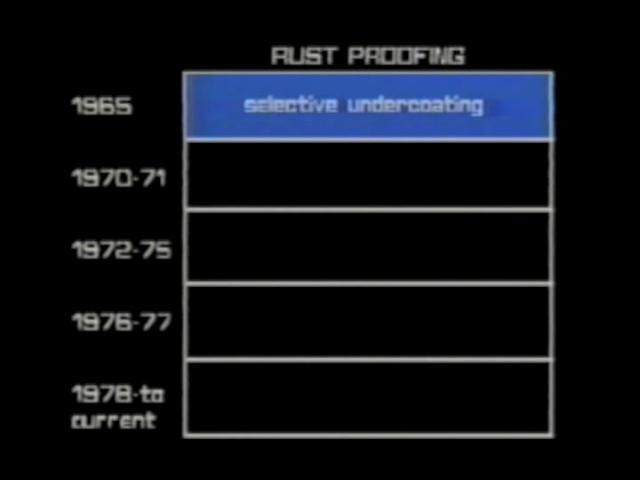 RUST PROOFING
1965 selective undercoating
1970-71
1972-75
1976-77
1978-to
current